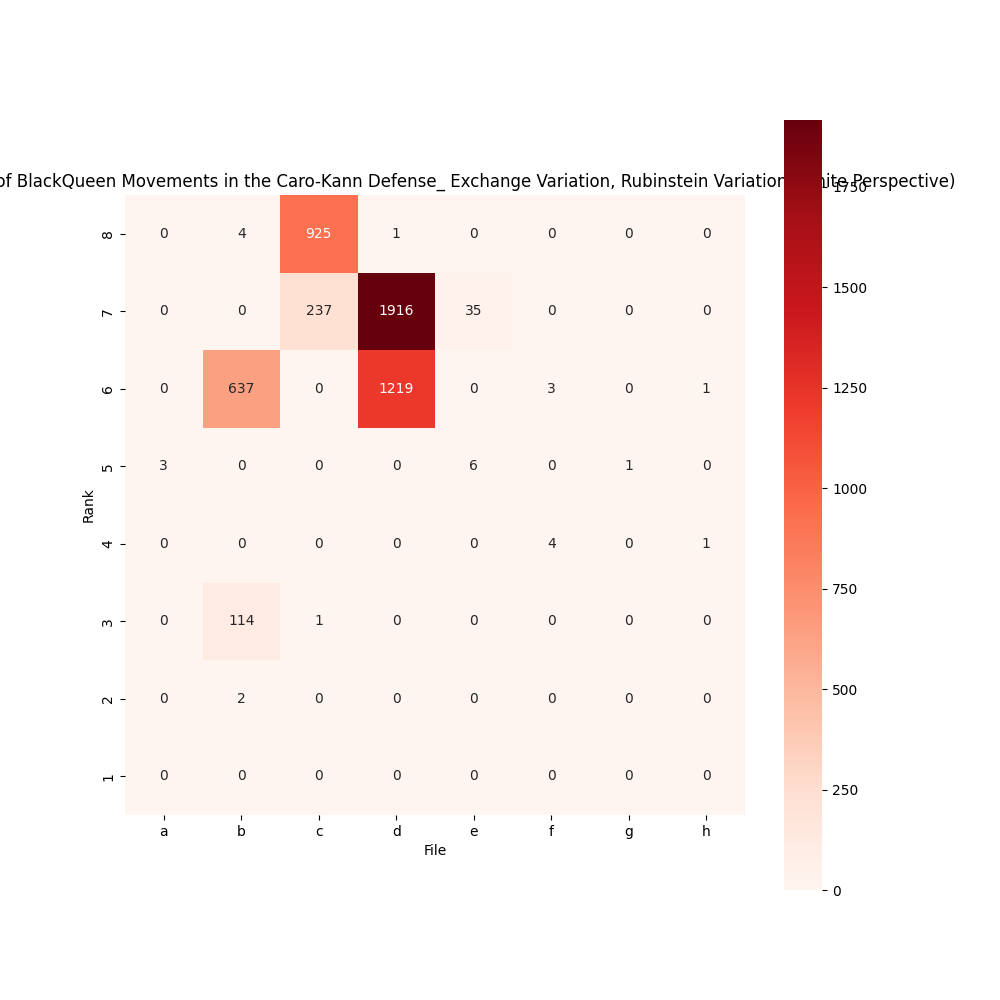 of BlackQueen Movements in the Caro-Kann Defense_ Exchange Variation, Rubinstein Variation Perspective)
1750
8 0 4 925 1 0 0 0 0
7 0 0 237 1916 35 0 0 0
1500
6 0 637 0 1219 0 3 0 1
1250
5 3 0 0 0 6 0 1 0
1000
Rank
4 0 0 0 0 0 4 0 1
750
3 0 114 1 0 0 0 0 0
500
2 0 2 0 0 0 0 0 0
1 0 0 0 0 0 0 0 0
250
a b c d e f g h
File
0